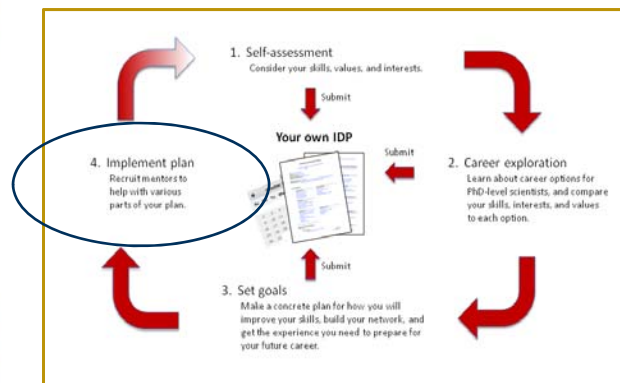 1. Self-assessment
Consider your skills, values, and interests.
Submit
Your own IDP
4. Implement plan
Recruit mentors to
help with various
parts of your plan.
Submit
2. Career exploration
Learn about career options for
PhD-level scientists, and compare
your skills, interests, and values
to each option.
Submit
3. Set goals
Make a concrete plan for how you will
improve your skills, build your network, and
get the experience you need to prepare for
your future career.